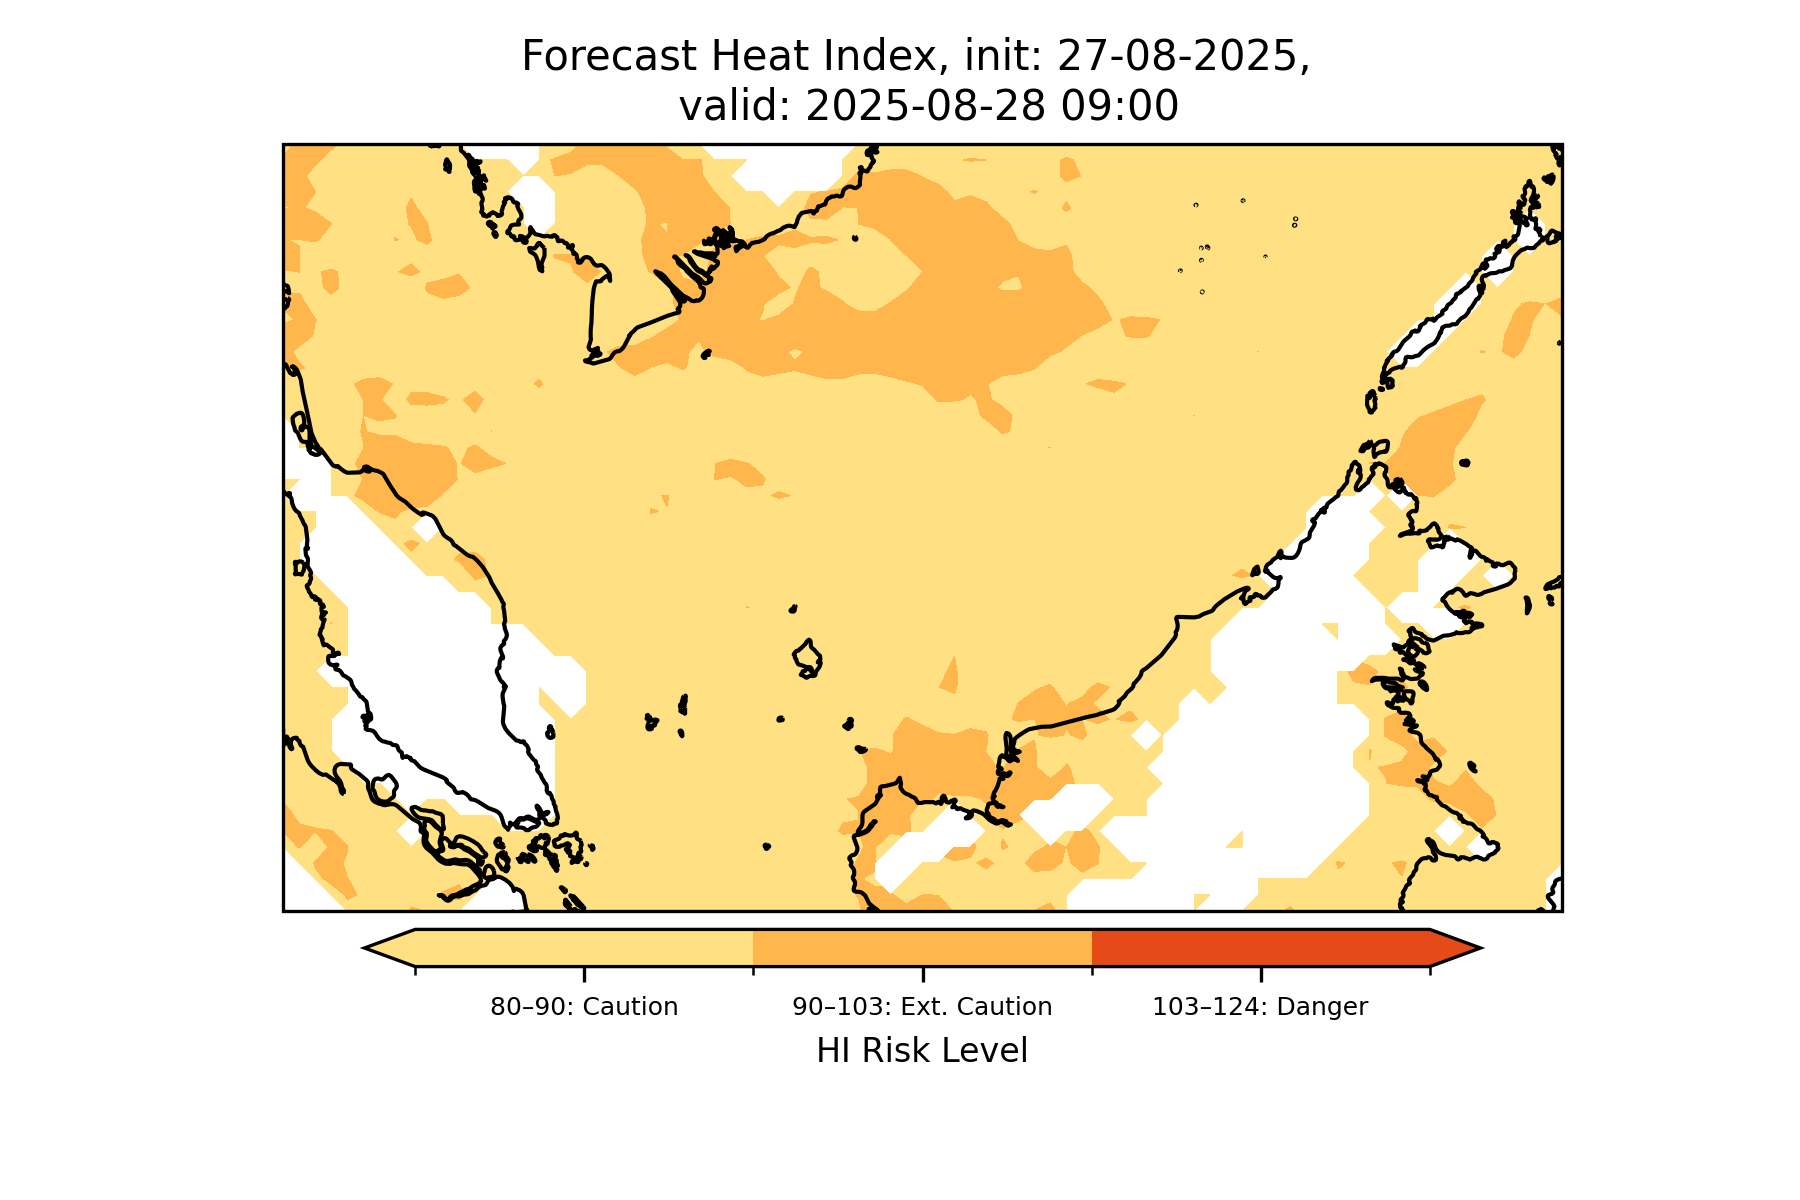 Forecast Heat Index, init: 27-08-2025,
valid: 2025-08-28 09:00
80–90: Caution
90–103: Ext. Caution
103–124: Danger
HI Risk Level